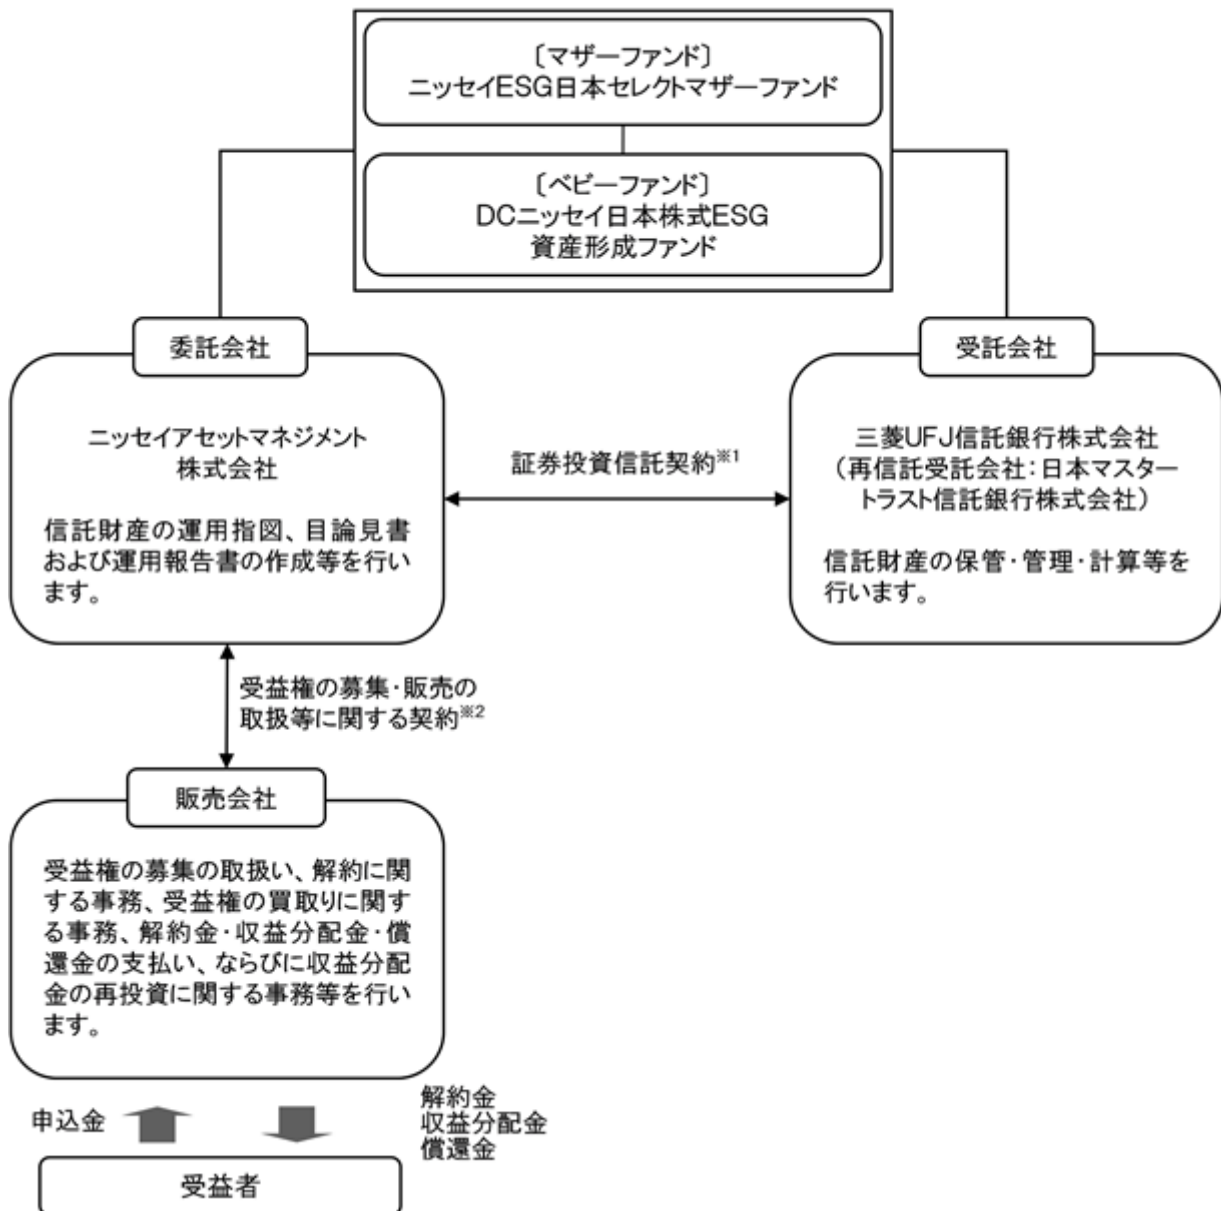 〔マザーファンド〕
ニッセイESG日本セレクトマザーファンド
〔ベビーファンド〕
DCニッセイ日本株式ESG
資産形成ファンド
委託会社
ニッセイアセットマネジメント
株式会社
信託財産の運用指図、目論見書
および運用報告書の作成等を行い
ます。
証券投資信託契約※1
受託会社
三菱UFJ信託銀行株式会社
（再信託受託会社：日本マスター
トラスト信託銀行株式会社）
信託財産の保管・管理・計算等を
行います。
受益権の募集・販売の
取扱等に関する契約※2
販売会社
受益権の募集の取扱い、解約に関
する事務、受益権の買取りに関す
る事務、解約金・収益分配金・償
還金の支払い、ならびに収益分配
金の再投資に関する事務等を行い
ます。
申込金
解約金
収益分配金
償還金
受益者